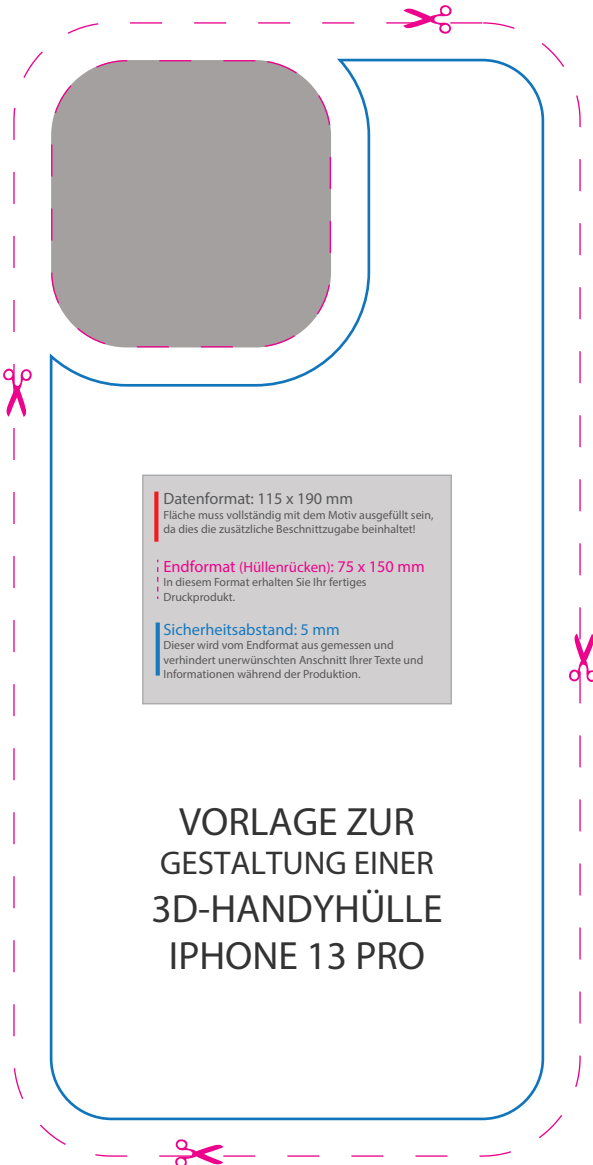 Datenformat: 115 x 190 mm
Fläche muss vollständig mit dem Motiv ausgefüllt sein,
da dies die zusätzliche Beschnittzugabe beinhaltet!
Endformat (Hüllenrücken): 75 x 150 mm
In diesem Format erhalten Sie Ihr fertiges
Druckprodukt.
Sicherheitsabstand: 5 mm
Dieser wird vom Endformat aus gemessen und
verhindert unerwünschten Anschnitt Ihrer Texte und
Informationen während der Produktion.
VORLAGE ZUR
GESTALTUNG EINER
3D-HANDYHÜLLE
IPHONE 13 PRO